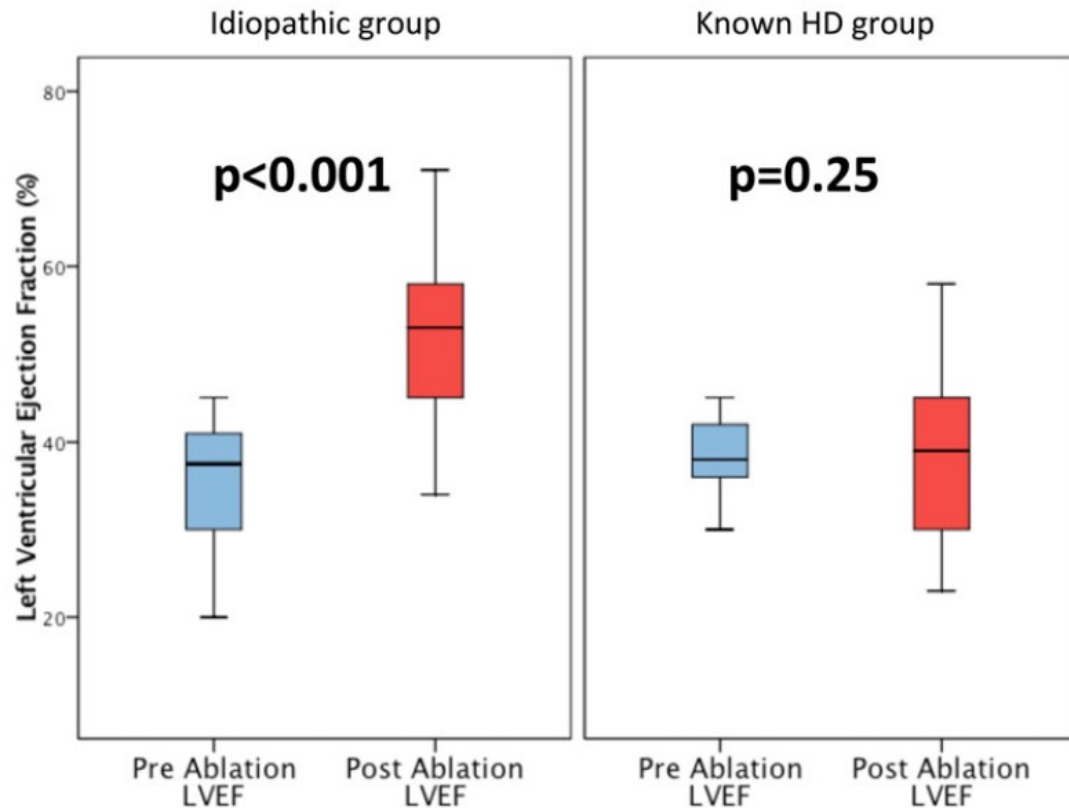 Idiopathic group
Known HD group
Left Ventricular Ejection Fraction (%)
80
60
40
20
p<0.001
p=0.25
Pre Ablation
LVEF
Post Ablation
LVEF
Pre Ablation
LVEF
Post Ablation
LVEF